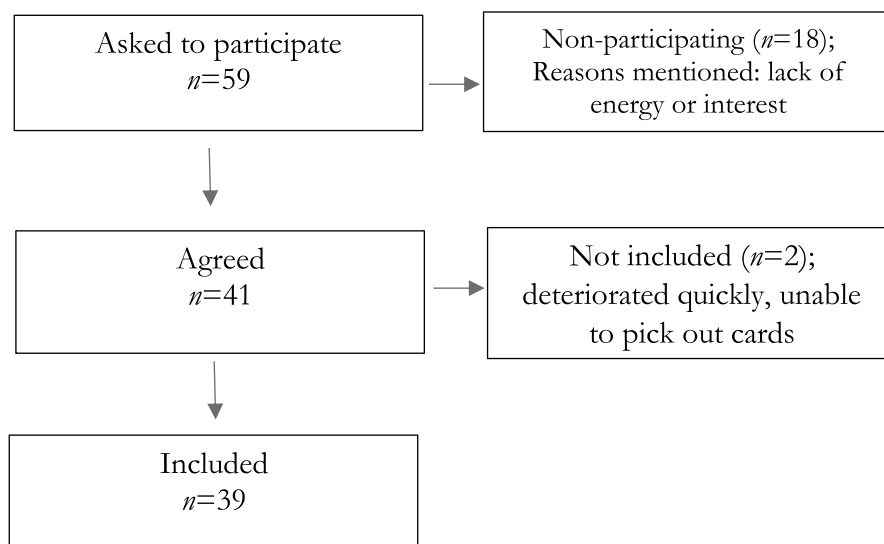 Asked to participate
n=59
Non-participating (n=18);
Reasons mentioned: lack of
energy or interest
Agreed
n=41
Not included (n=2);
deteriorated quickly, unable
to pick out cards
Included
n=39